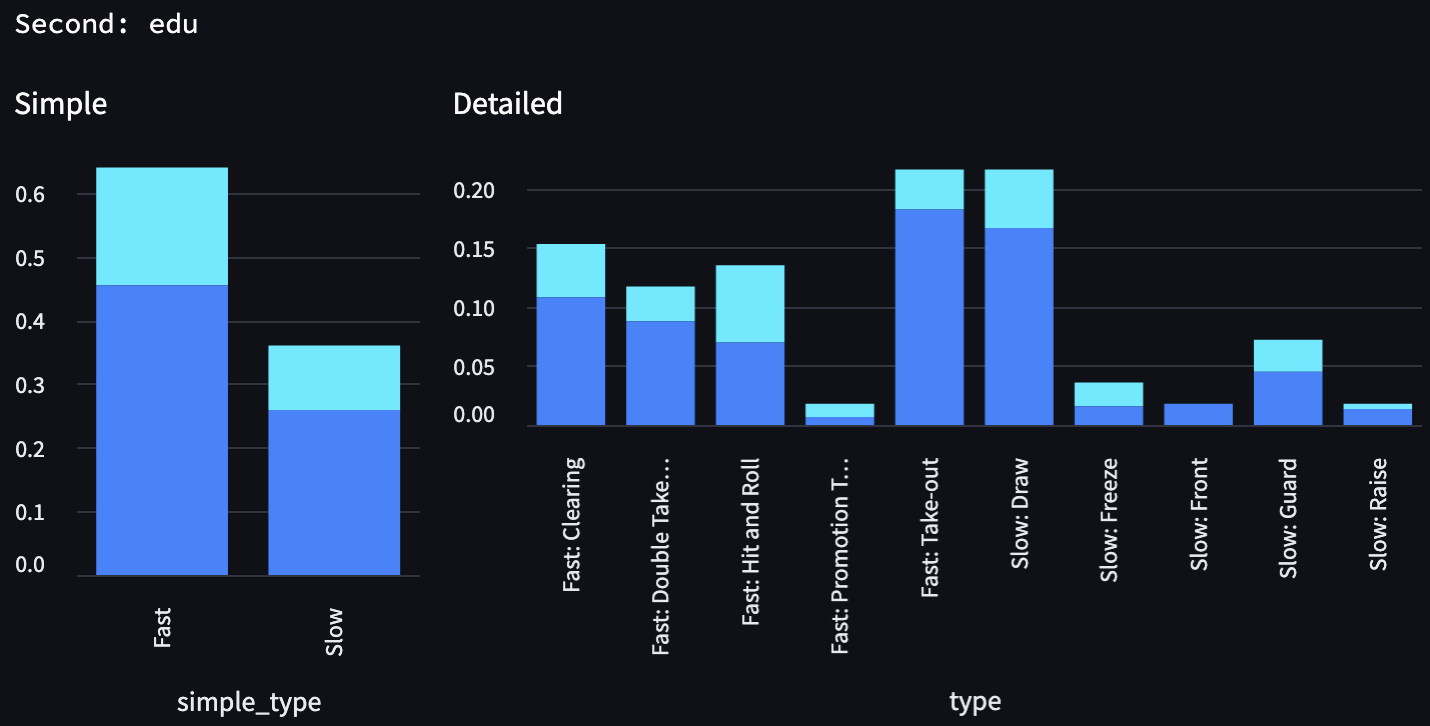 Second: edu
Simple
0.6
0.5
0.4
0.3
0.2
0.1
0.0
Fast
Slow
simple_type
Detailed
0.20
0.15
0.10
0.05
0.00
Fast: Clearing
Fast: Double Take…
Fast: Hit and Roll
Fast: Promotion T…
Fast: Take-out
Slow: Draw
Slow: Freeze
Slow: Front
Slow: Guard
Slow: Raise
type